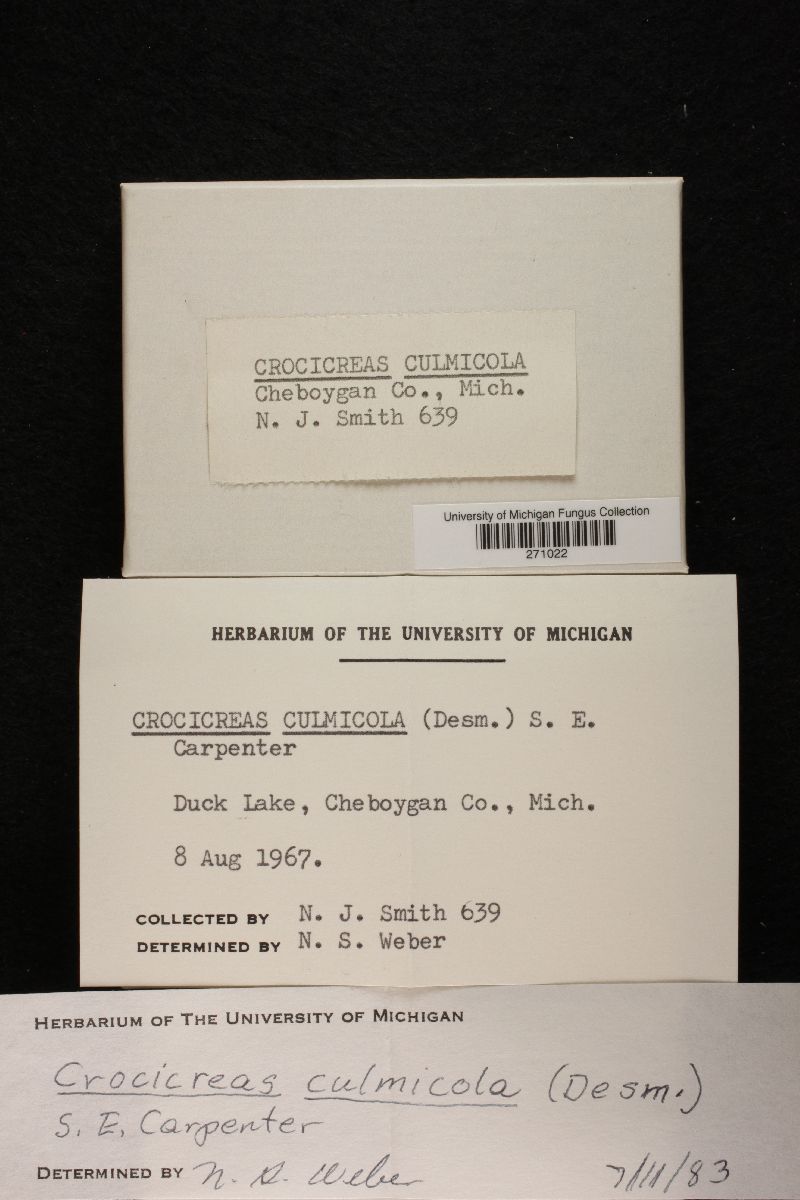 CROCICREAS CULMICOLA
Cheboygan Co., Mich.
N. J. Smith 639
University of Michigan Fungus Collection
271022
HERBARIUM OF THE UNIVERSITY OF MICHIGAN
CROCICREAS CULMICOLA (Desm.) S. E.
Carpenter
Duck Lake, Cheboygan Co., Mich.
8 Aug 1967.
COLLECTED BY N. J. Smith 639
DETERMINED BY N. S. Weber
HERBARIUM OF THE UNIVERSITY OF MICHIGAN
Crocicreas culmicola (Desm.)
S. E. Carpenter
DETERMINED BY N. S. Weber 7/11/83